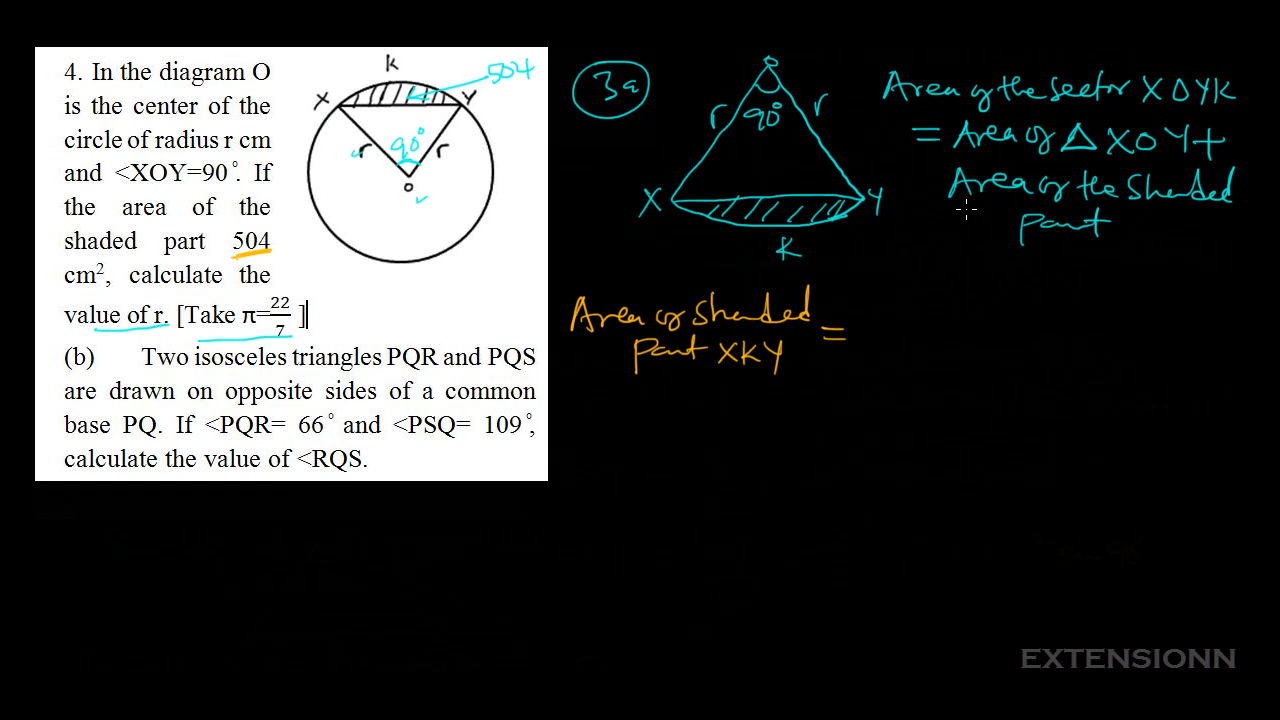 4. In the diagram O
is the center of the
circle of radius r cm
and <XOY=90°. If
the area of the
shaded part 504
cm², calculate the
value of r. [Take π=22/7 ]
(b) Two isosceles triangles PQR and PQS
are drawn on opposite sides of a common
base PQ. If <PQR= 66° and <PSQ= 109°,
calculate the value of <RQS.
K
504
X
Y
90°
r
r
O
3a
O
r
90°
r
X
Y
K
Area of the sector XOYK
= Area of △ XOY+
Area of the Shaded
part
Area of Shaded
part XKY =
EXTENSIONN